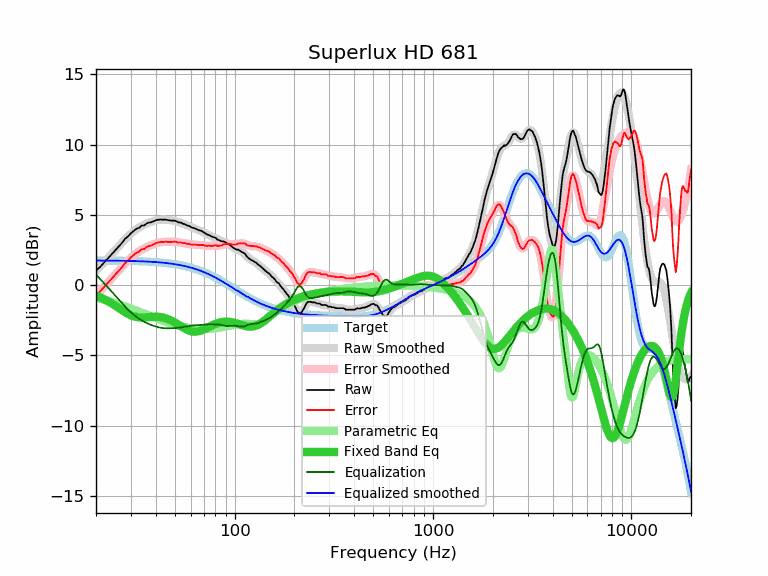 Superlux HD 681
Amplitude (dBr)
15
10
5
0
−5
−10
−15
Target
Raw Smoothed
Error Smoothed
Raw
Error
Parametric Eq
Fixed Band Eq
Equalization
Equalized smoothed
100
1000
10000
Frequency (Hz)